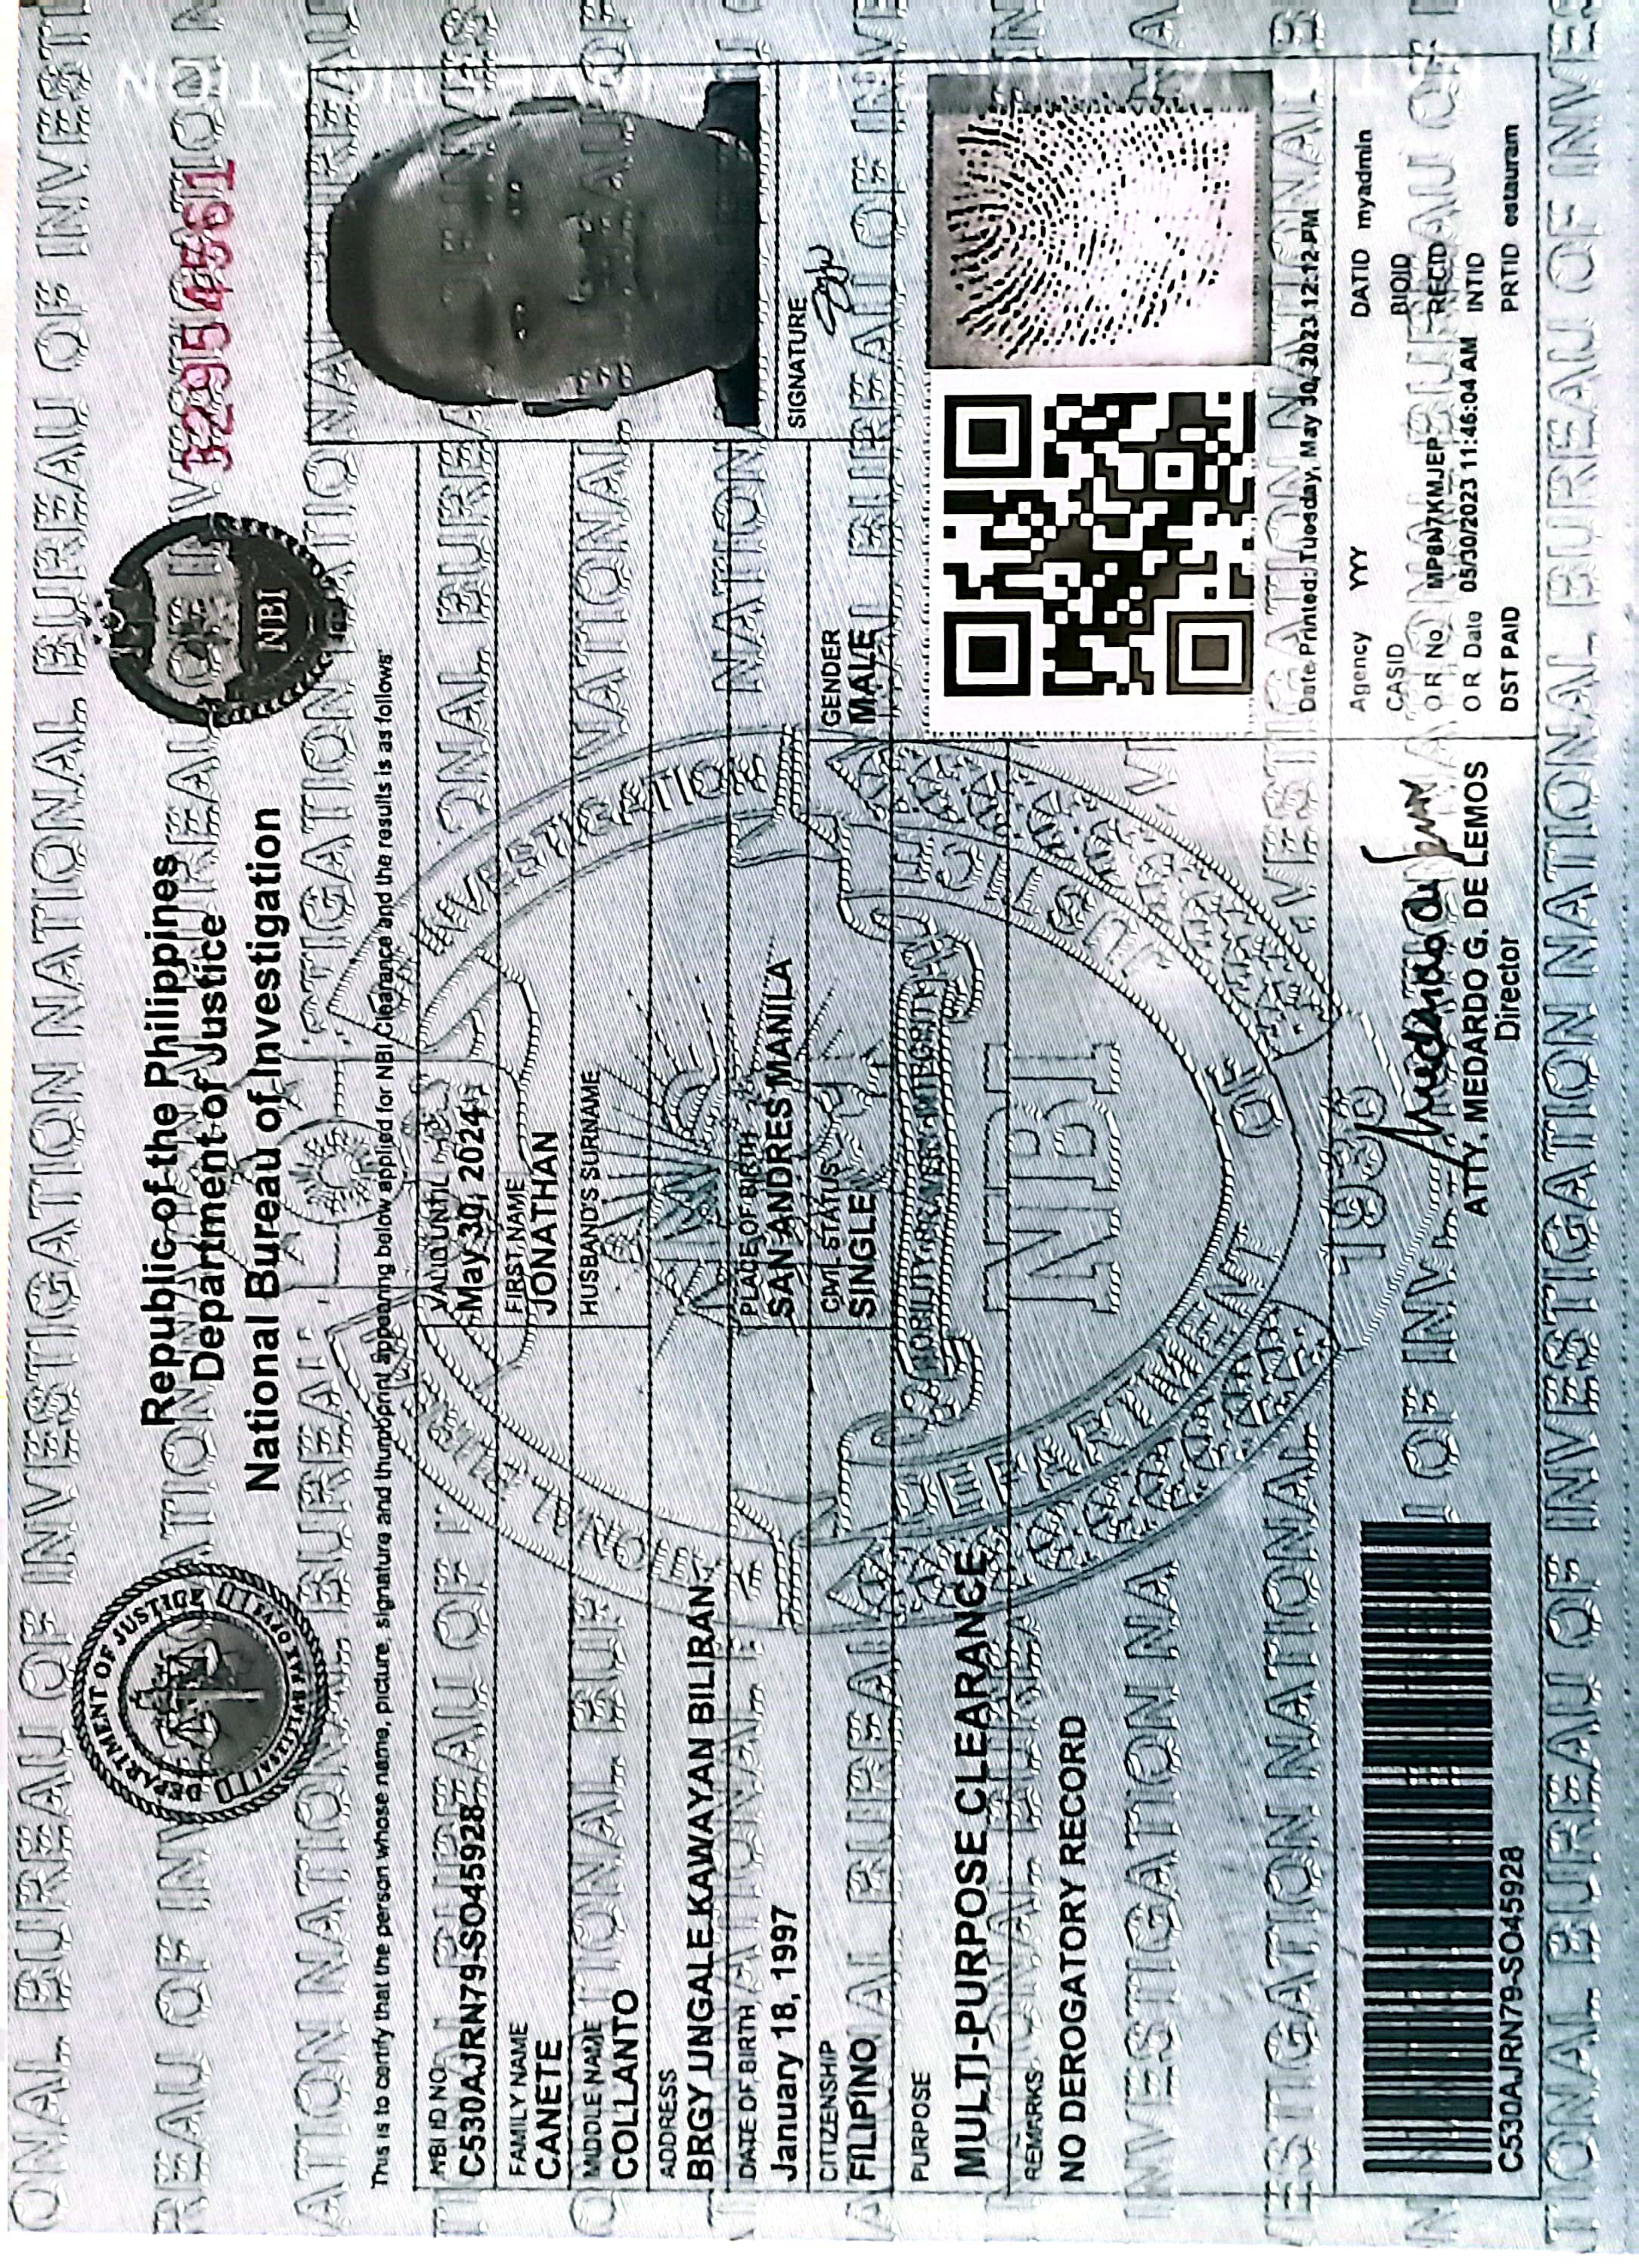 Republic of the Philippines
Department of Justice
National Bureau of Investigation
DEPARTMENT OF JUSTICE
NBI
This is to certify that the person whose name, picture, signature and thumbprint appearing below applied for NBI Clearance and the results is as follows
NBI ID NO.
C530AJRN79-SO45928
VALID UNTIL
May 30, 2024
FAMILY NAME
CANETE
FIRST NAME
JONATHAN
MIDDLE NAME
COLLANTO
HUSBAND'S SURNAME
ADDRESS
BRGY UNGALE KAWAYAN BILIRAN
DATE OF BIRTH
January 18, 1997
PLACE OF BIRTH
SAN ANDRES MANILA
SIGNATURE
CITIZENSHIP
FILIPINO
CIVIL STATUS
SINGLE
GENDER
MALE
PURPOSE
MULTI-PURPOSE CLEARANCE
REMARKS
NO DEROGATORY RECORD
Date Printed: Tuesday, May 30, 2023 12:12 PM
C530AJRN79-SO45928
ATTY. MEDARDO G. DE LEMOS
Director
Agency YYY DATID myadmin
CASID BIOID
O R No MP8N7KMJEP RECID
O R Date 05/30/2023 11:46:04 AM INTID
DST PAID PRTID estauram
NATIONAL BUREAU OF INVESTIGATION
DEPARTMENT OF JUSTICE
NBI
1936